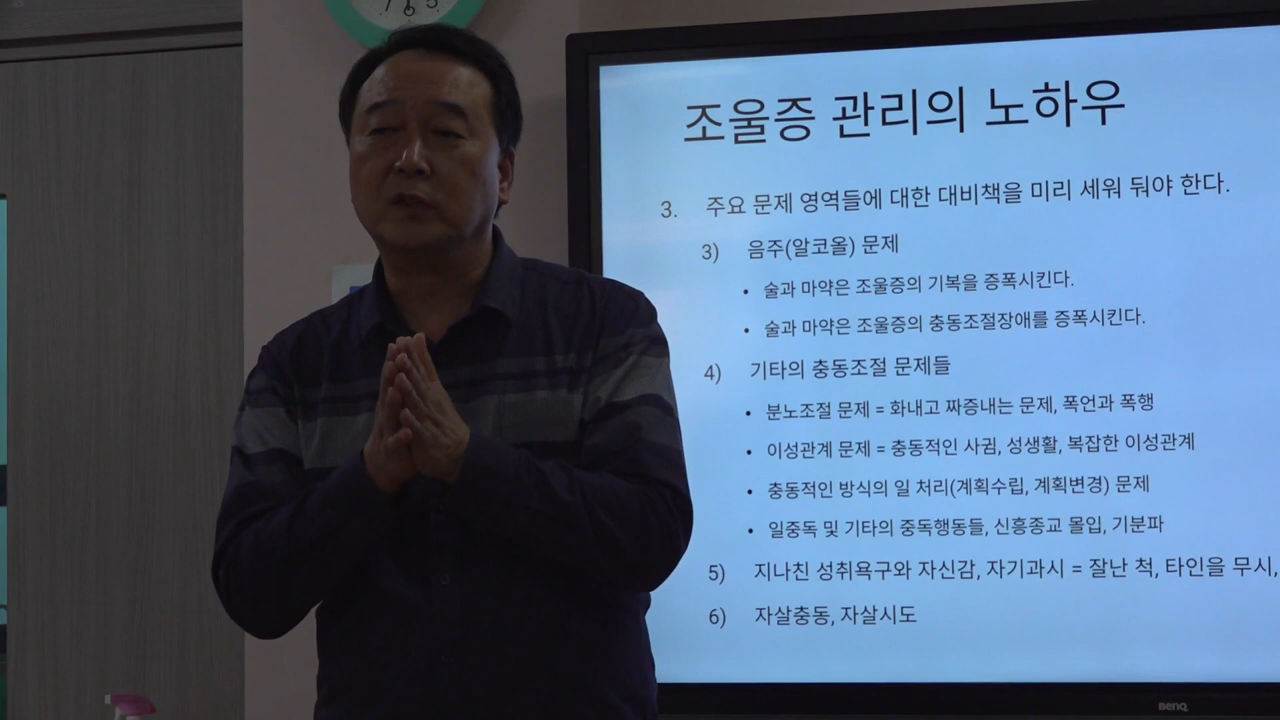 조울증 관리의 노하우
3. 주요 문제 영역들에 대한 대비책을 미리 세워 둬야 한다.
3) 음주(알코올) 문제
• 술과 마약은 조울증의 기복을 증폭시킨다.
• 술과 마약은 조울증의 충동조절장애를 증폭시킨다.
4) 기타의 충동조절 문제들
• 분노조절 문제 = 화내고 짜증내는 문제, 폭언과 폭행
• 이성관계 문제 = 충동적인 사귐, 성생활, 복잡한 이성관계
• 충동적인 방식의 일 처리(계획수립, 계획변경) 문제
• 일중독 및 기타의 중독행동들, 신흥종교 몰입, 기분파
5) 지나친 성취욕구와 자신감, 자기과시 = 잘난 척, 타인을 무시,
6) 자살충동, 자살시도
BenQ